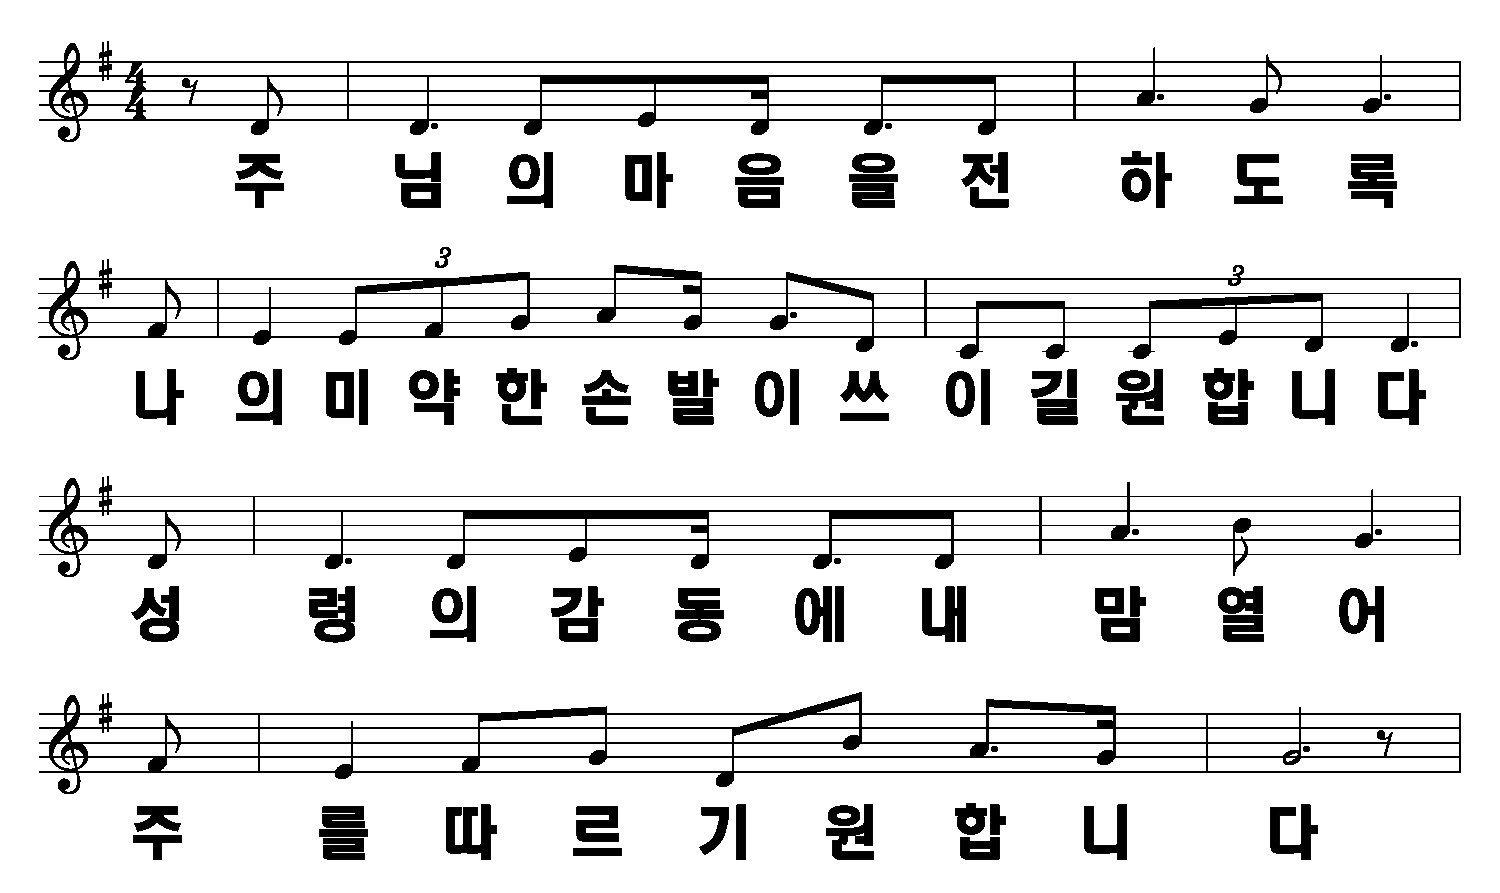 주 님 의 마 음 을 전 하 도 록
3 3
나 의 미 약 한 손 발 이 쓰 이 길 원 합 니 다
성 령 의 감 동 에 내 맘 열 어
주 를 따 르 기 원 합 니 다